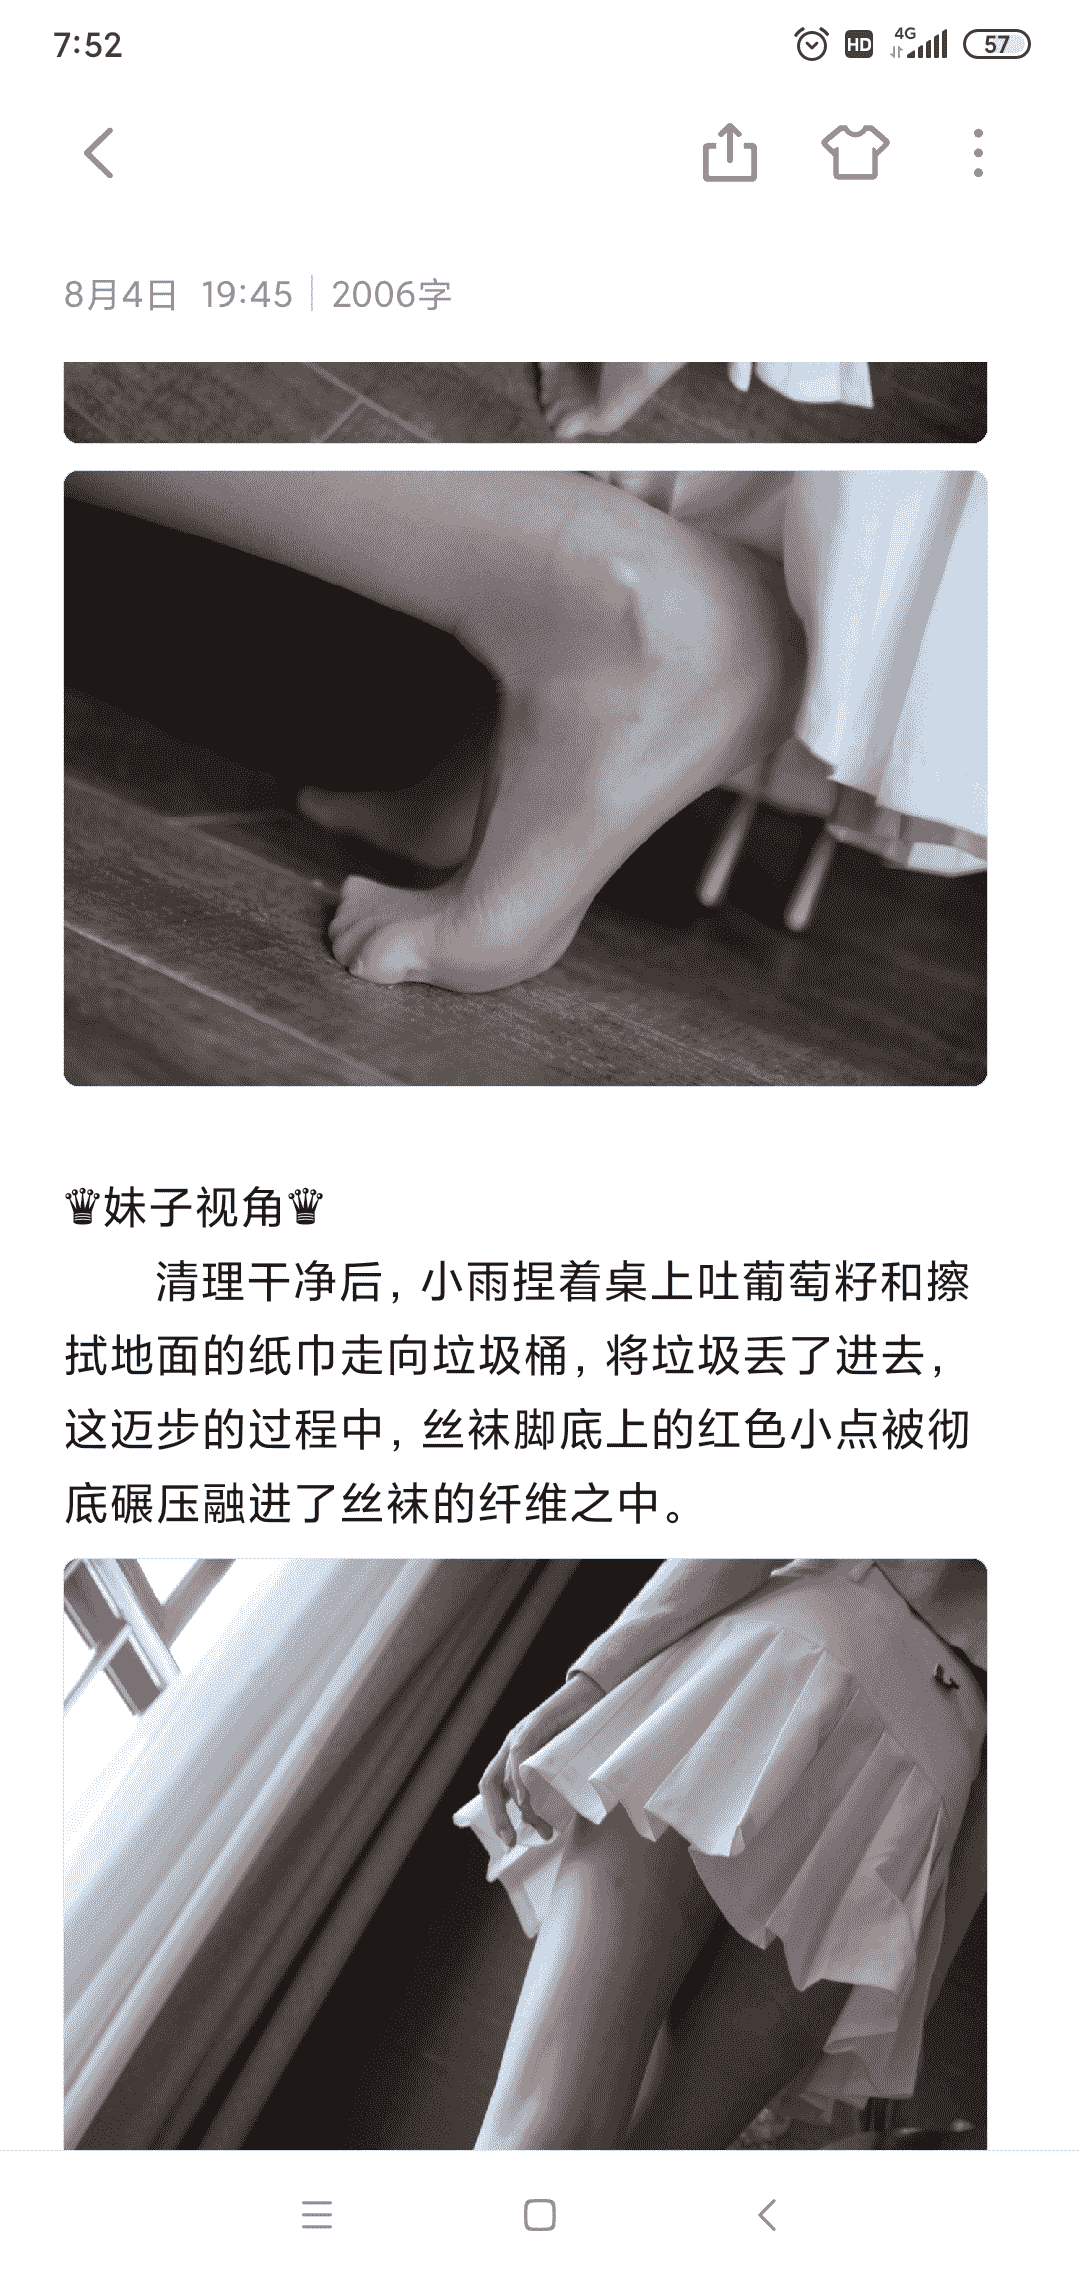 7:52
HD 4G 57
8月4日 19:45 | 2006字
♛妹子视角♛
清理干净后，小雨捏着桌上吐葡萄籽和擦
拭地面的纸巾走向垃圾桶，将垃圾丢了进去，
这迈步的过程中，丝袜脚底上的红色小点被彻
底碾压融进了丝袜的纤维之中。